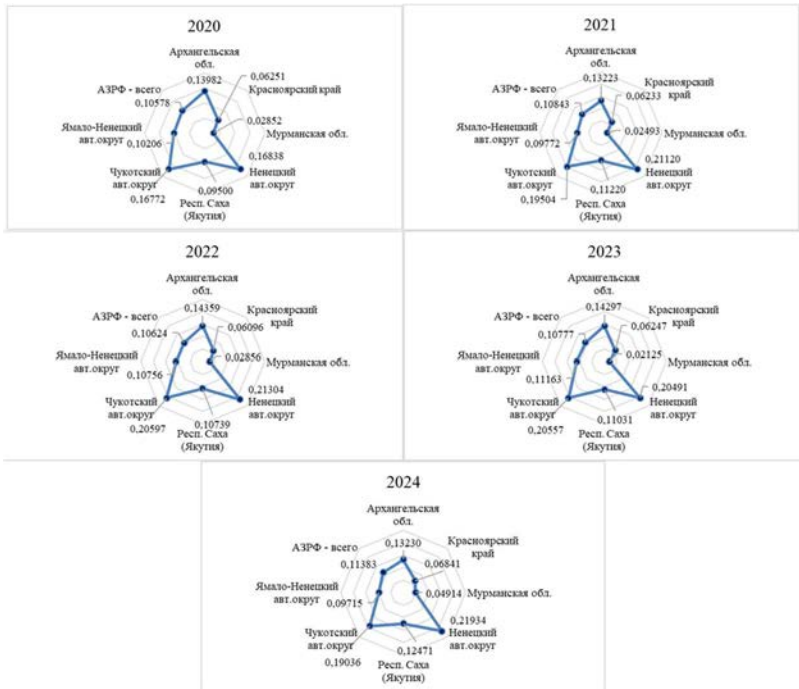 2020
Архангельская
обл.
0,13982
0,06251
Красноярский край
0,02852
Мурманская обл.
0,16838
Ненецкий
авт.округ
0,09500
Респ. Саха
(Якутия)
Чукотский
авт.округ
0,16772
Ямало-Ненецкий
авт.округ
0,10206
АЗРФ - всего
0,10578
2021
Архангельская
обл.
0,13223
Красноярский
край
0,06233
0,02493
Мурманская обл.
0,21120
Ненецкий
авт.округ
0,11220
Респ. Саха
(Якутия)
Чукотский
авт.округ
0,19504
Ямало-Ненецкий
авт.округ
0,09772
АЗРФ - всего
0,10843
2022
Архангельская
обл.
0,14359
Красноярский
край
0,06096
0,02856
Мурманская обл.
0,21304
Ненецкий
авт.округ
0,10739
Респ. Саха
(Якутия)
Чукотский
авт.округ
0,20597
Ямало-Ненецкий
авт.округ
0,10756
АЗРФ - всего
0,10624
2023
Архангельская
обл.
0,14297
Красноярский
край
0,06247
0,02125
Мурманская обл.
0,20491
Ненецкий
авт.округ
0,11031
Респ. Саха
(Якутия)
Чукотский
авт.округ
0,20557
Ямало-Ненецкий
авт.округ
0,11163
АЗРФ - всего
0,10777
2024
Архангельская
обл.
0,13230
Красноярский
край
0,06841
0,04914
Мурманская обл.
0,21934
Ненецкий
авт.округ
0,12471
Респ. Саха
(Якутия)
Чукотский
авт.округ
0,19036
Ямало-Ненецкий
авт.округ
0,09715
АЗРФ - всего
0,11383